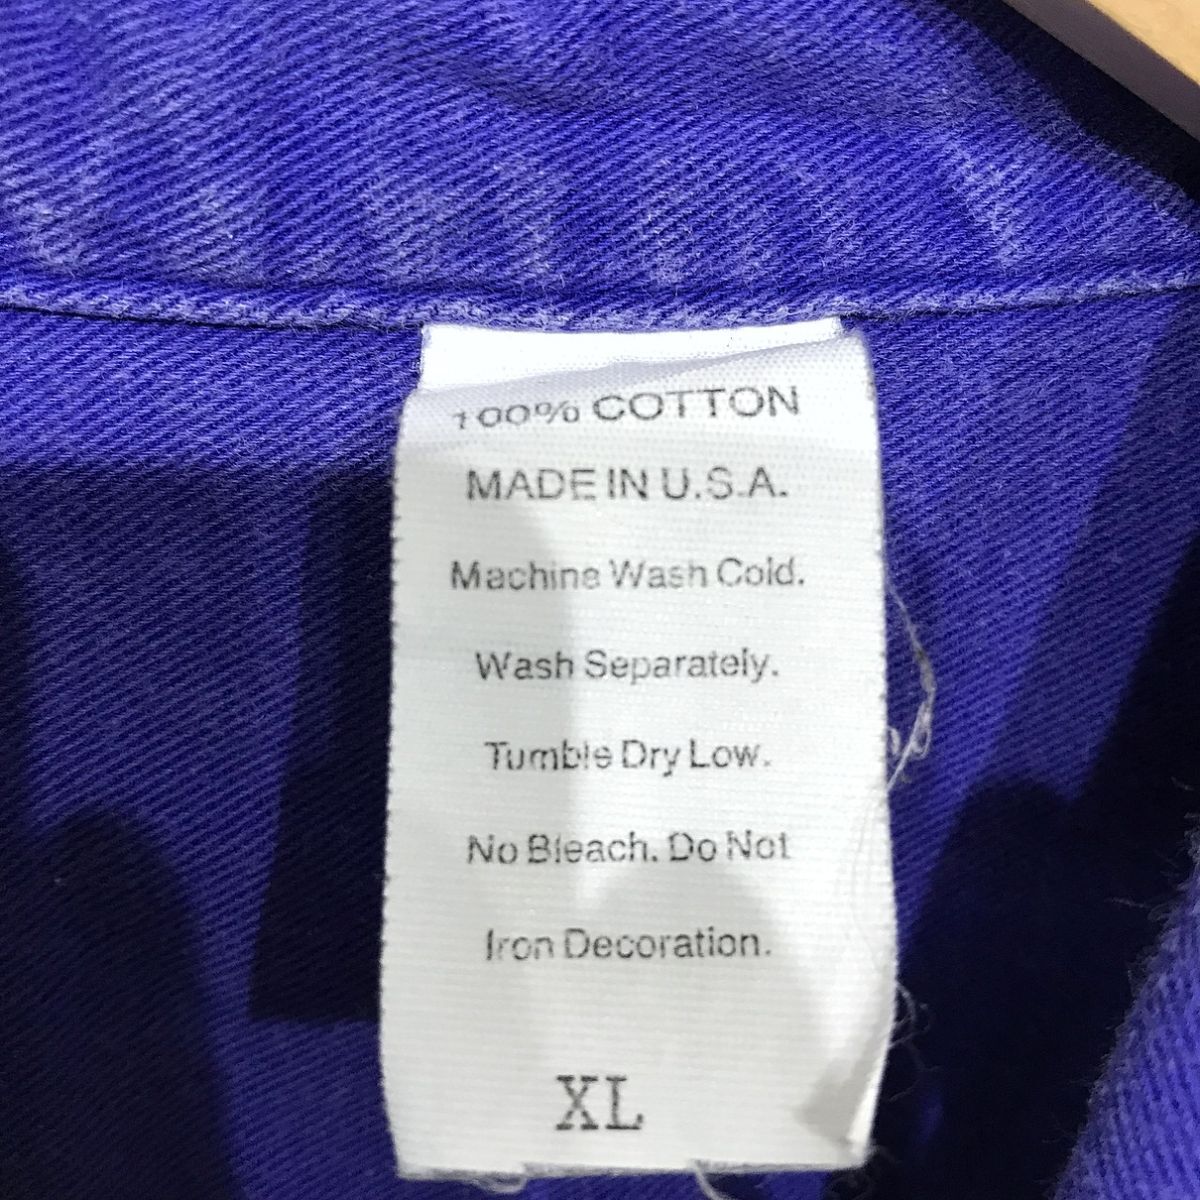 100% COTTON
MADE IN U.S.A.
Machine Wash Cold.
Wash Separately.
Tumble Dry Low.
No Bleach. Do Not
Iron Decoration.
XL